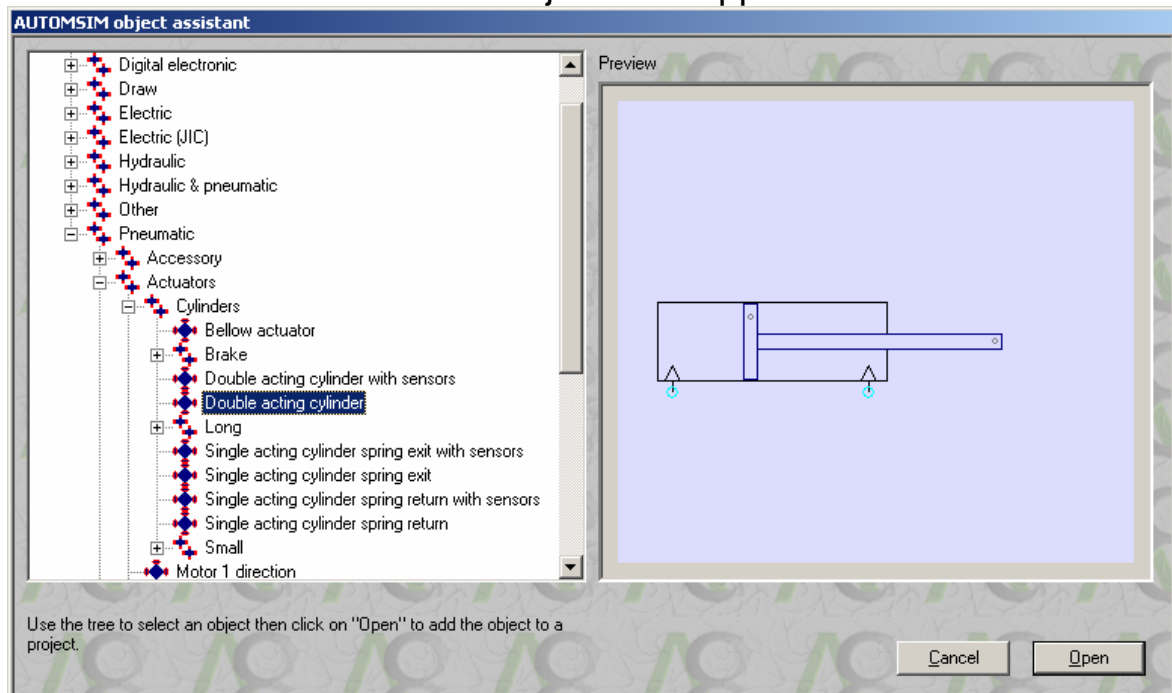 AUTOMSIM object assistant
Digital electronic
Draw
Electric
Electric (JIC)
Hydraulic
Hydraulic & pneumatic
Other
Pneumatic
Accessory
Actuators
Cylinders
Bellow actuator
Brake
Double acting cylinder with sensors
Double acting cylinder
Long
Single acting cylinder spring exit with sensors
Single acting cylinder spring exit
Single acting cylinder spring return with sensors
Single acting cylinder spring return
Small
Motor 1 direction
Preview
Use the tree to select an object then click on "Open" to add the object to a
project.
Cancel
Open